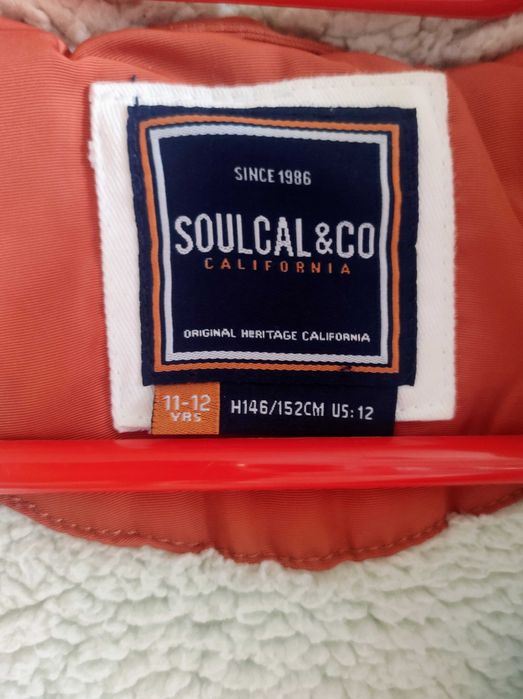 SINCE 1986
SOULCAL&CO
CALIFORNIA
ORIGINAL HERITAGE CALIFORNIA
11-12 YRS
H146/152CM US: 12